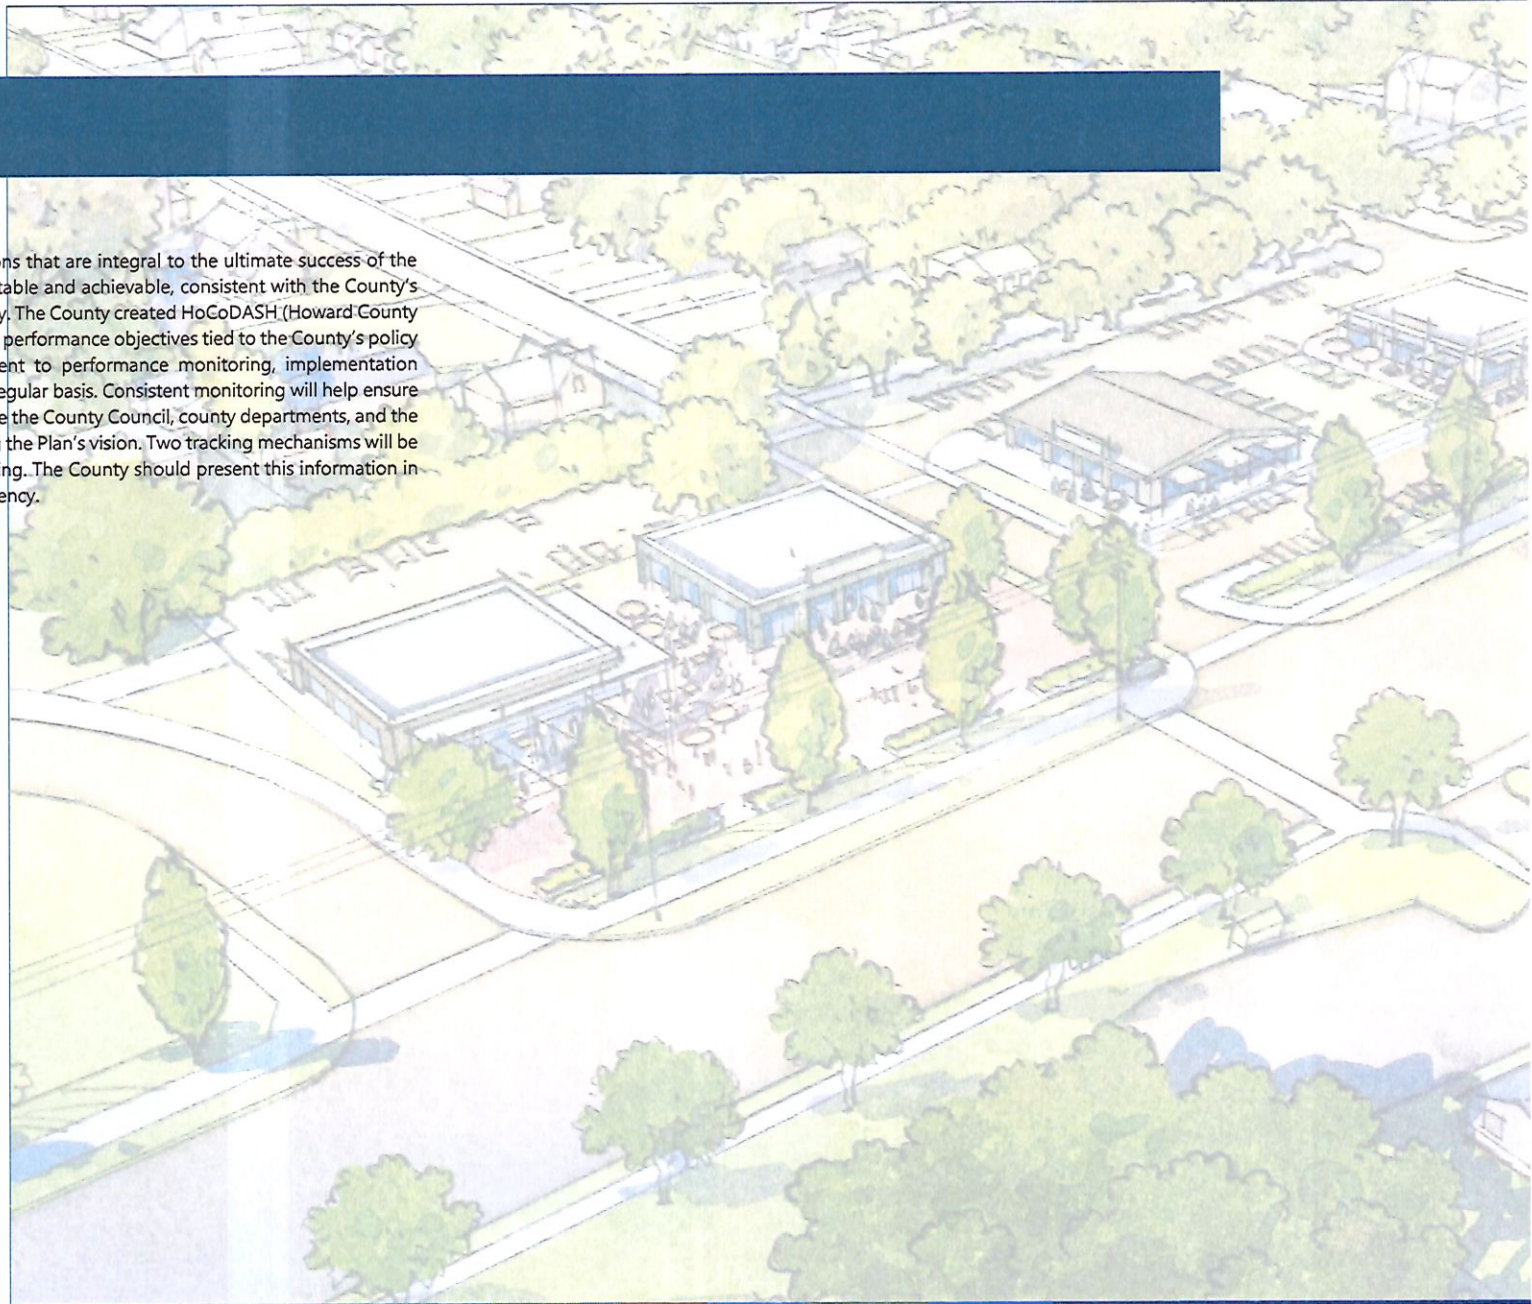 ns that are integral to the ultimate success of the
table and achievable, consistent with the County's
y. The County created HoCoDASH (Howard County
performance objectives tied to the County's policy
ent to performance monitoring, implementation
egular basis. Consistent monitoring will help ensure
e the County Council, county departments, and the
g the Plan's vision. Two tracking mechanisms will be
ing. The County should present this information in
ency.